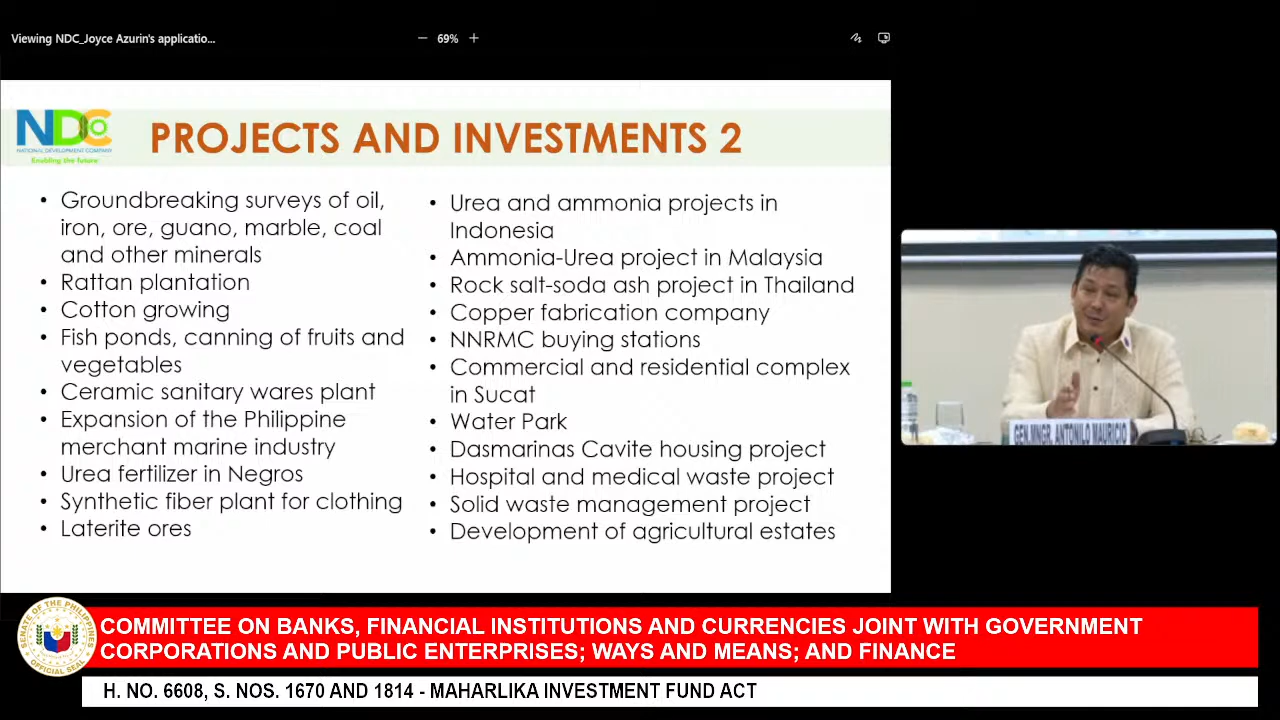 Viewing NDC_Joyce Azurin's applicatio...
69%
NDC
NATIONAL DEVELOPMENT COMPANY
Enabling the future
PROJECTS AND INVESTMENTS 2
• Groundbreaking surveys of oil,
iron, ore, guano, marble, coal
and other minerals
• Rattan plantation
• Cotton growing
• Fish ponds, canning of fruits and
vegetables
• Ceramic sanitary wares plant
• Expansion of the Philippine
merchant marine industry
• Urea fertilizer in Negros
• Synthetic fiber plant for clothing
• Laterite ores
• Urea and ammonia projects in
Indonesia
• Ammonia-Urea project in Malaysia
• Rock salt-soda ash project in Thailand
• Copper fabrication company
• NNRMC buying stations
• Commercial and residential complex
in Sucat
• Water Park
• Dasmarinas Cavite housing project
• Hospital and medical waste project
• Solid waste management project
• Development of agricultural estates
GEN.MNGR. ANTONILO MAURICIO
SENATE OF THE PHILIPPINES
OFFICIAL SEAL
COMMITTEE ON BANKS, FINANCIAL INSTITUTIONS AND CURRENCIES JOINT WITH GOVERNMENT
CORPORATIONS AND PUBLIC ENTERPRISES; WAYS AND MEANS; AND FINANCE
H. NO. 6608, S. NOS. 1670 AND 1814 - MAHARLIKA INVESTMENT FUND ACT